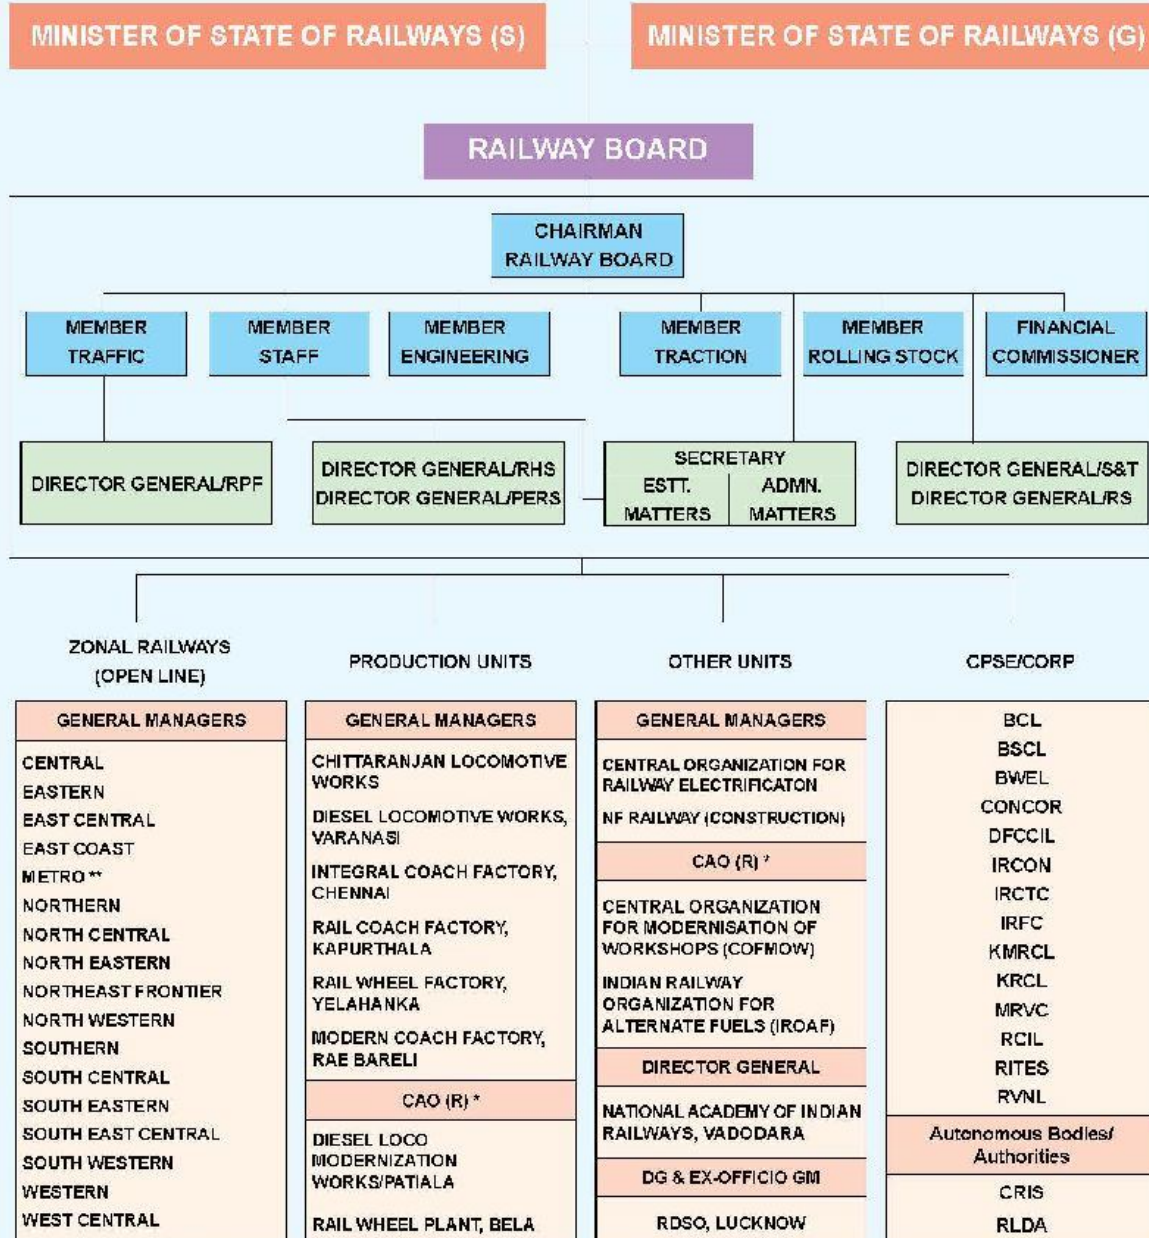 MINISTER OF STATE OF RAILWAYS (S)
MINISTER OF STATE OF RAILWAYS (G)
RAILWAY BOARD
CHAIRMAN
RAILWAY BOARD
MEMBER
TRAFFIC
MEMBER
STAFF
MEMBER
ENGINEERING
MEMBER
TRACTION
MEMBER
ROLLING STOCK
FINANCIAL
COMMISSIONER
DIRECTOR GENERAL/RPF
DIRECTOR GENERAL/RHS
DIRECTOR GENERAL/PERS
SECRETARY
ESTT.
MATTERS
ADMN.
MATTERS
DIRECTOR GENERAL/S&T
DIRECTOR GENERAL/RS
ZONAL RAILWAYS
(OPEN LINE)
GENERAL MANAGERS
CENTRAL
EASTERN
EAST CENTRAL
EAST COAST
METRO **
NORTHERN
NORTH CENTRAL
NORTH EASTERN
NORTHEAST FRONTIER
NORTH WESTERN
SOUTHERN
SOUTH CENTRAL
SOUTH EASTERN
SOUTH EAST CENTRAL
SOUTH WESTERN
WESTERN
WEST CENTRAL
PRODUCTION UNITS
GENERAL MANAGERS
CHITTARANJAN LOCOMOTIVE
WORKS
DIESEL LOCOMOTIVE WORKS,
VARANASI
INTEGRAL COACH FACTORY,
CHENNAI
RAIL COACH FACTORY,
KAPURTHALA
RAIL WHEEL FACTORY,
YELAHANKA
MODERN COACH FACTORY,
RAE BARELI
CAO (R) *
DIESEL LOCO
MODERNIZATION
WORKS/PATIALA
RAIL WHEEL PLANT, BELA
OTHER UNITS
GENERAL MANAGERS
CENTRAL ORGANIZATION FOR
RAILWAY ELECTRIFICATON
NF RAILWAY (CONSTRUCTION)
CAO (R) *
CENTRAL ORGANIZATION
FOR MODERNISATION OF
WORKSHOPS (COFMOW)
INDIAN RAILWAY
ORGANIZATION FOR
ALTERNATE FUELS (IROAF)
DIRECTOR GENERAL
NATIONAL ACADEMY OF INDIAN
RAILWAYS, VADODARA
DG & EX-OFFICIO GM
RDSO, LUCKNOW
CPSE/CORP
BCL
BSCL
BWEL
CONCOR
DFCCIL
IRCON
IRCTC
IRFC
KMRCL
KRCL
MRVC
RCIL
RITES
RVNL
Autonomous Bodies/
Authorities
CRIS
RLDA